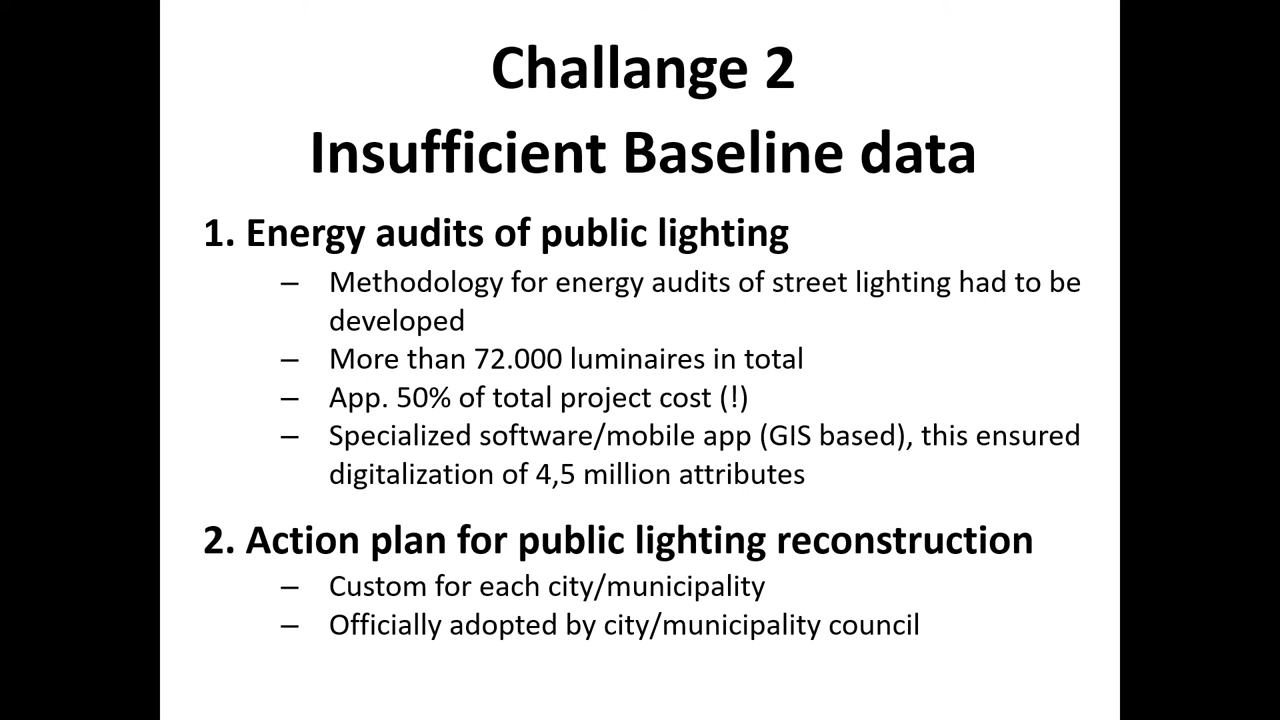 Challange 2
Insufficient Baseline data
1. Energy audits of public lighting
– Methodology for energy audits of street lighting had to be
developed
– More than 72.000 luminaires in total
– App. 50% of total project cost (!)
– Specialized software/mobile app (GIS based), this ensured
digitalization of 4,5 million attributes
2. Action plan for public lighting reconstruction
– Custom for each city/municipality
– Officially adopted by city/municipality council